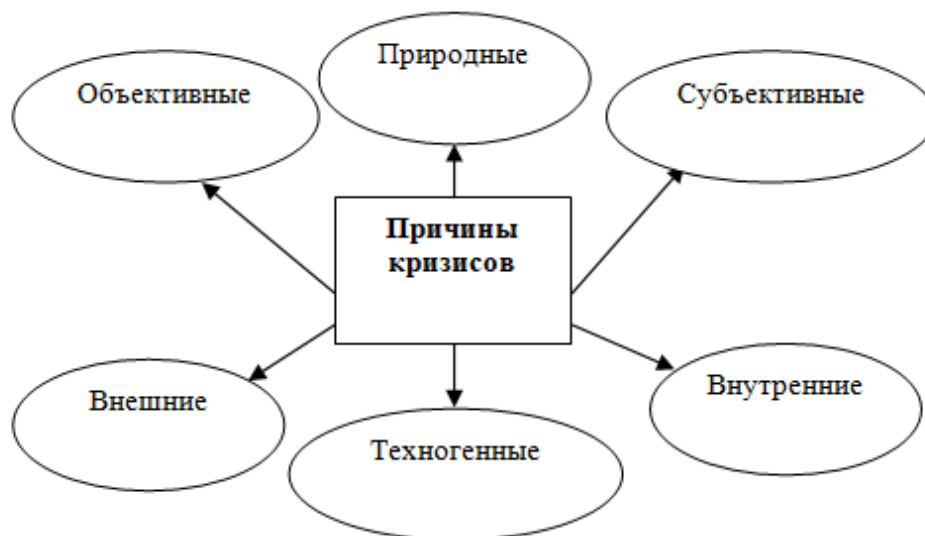 Природные
Объективные
Субъективные
Причины
кризисов
Внешние
Внутренние
Техногенные